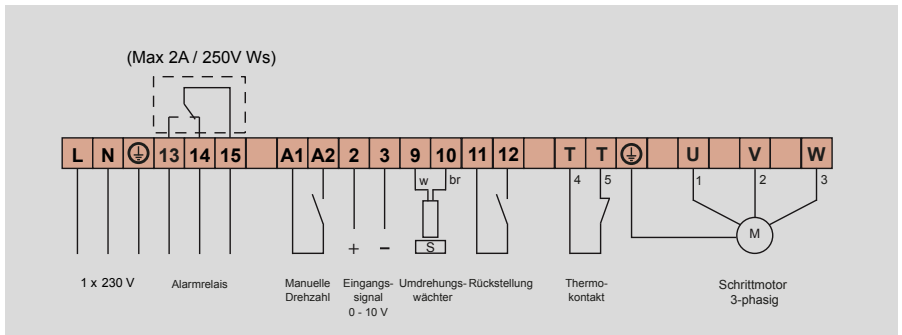 (Max 2A / 250V Ws)
L N 13 14 15 A1 A2 2 3 9 10 11 12 T T U V W
w br 4 5 1 2 3
M
+ − S
1 x 230 V
Alarmrelais
Manuelle
Drehzahl
Eingangs-
signal
0 - 10 V
Umdrehungs-
wächter
Rückstellung
Thermo-
kontakt
Schrittmotor
3-phasig